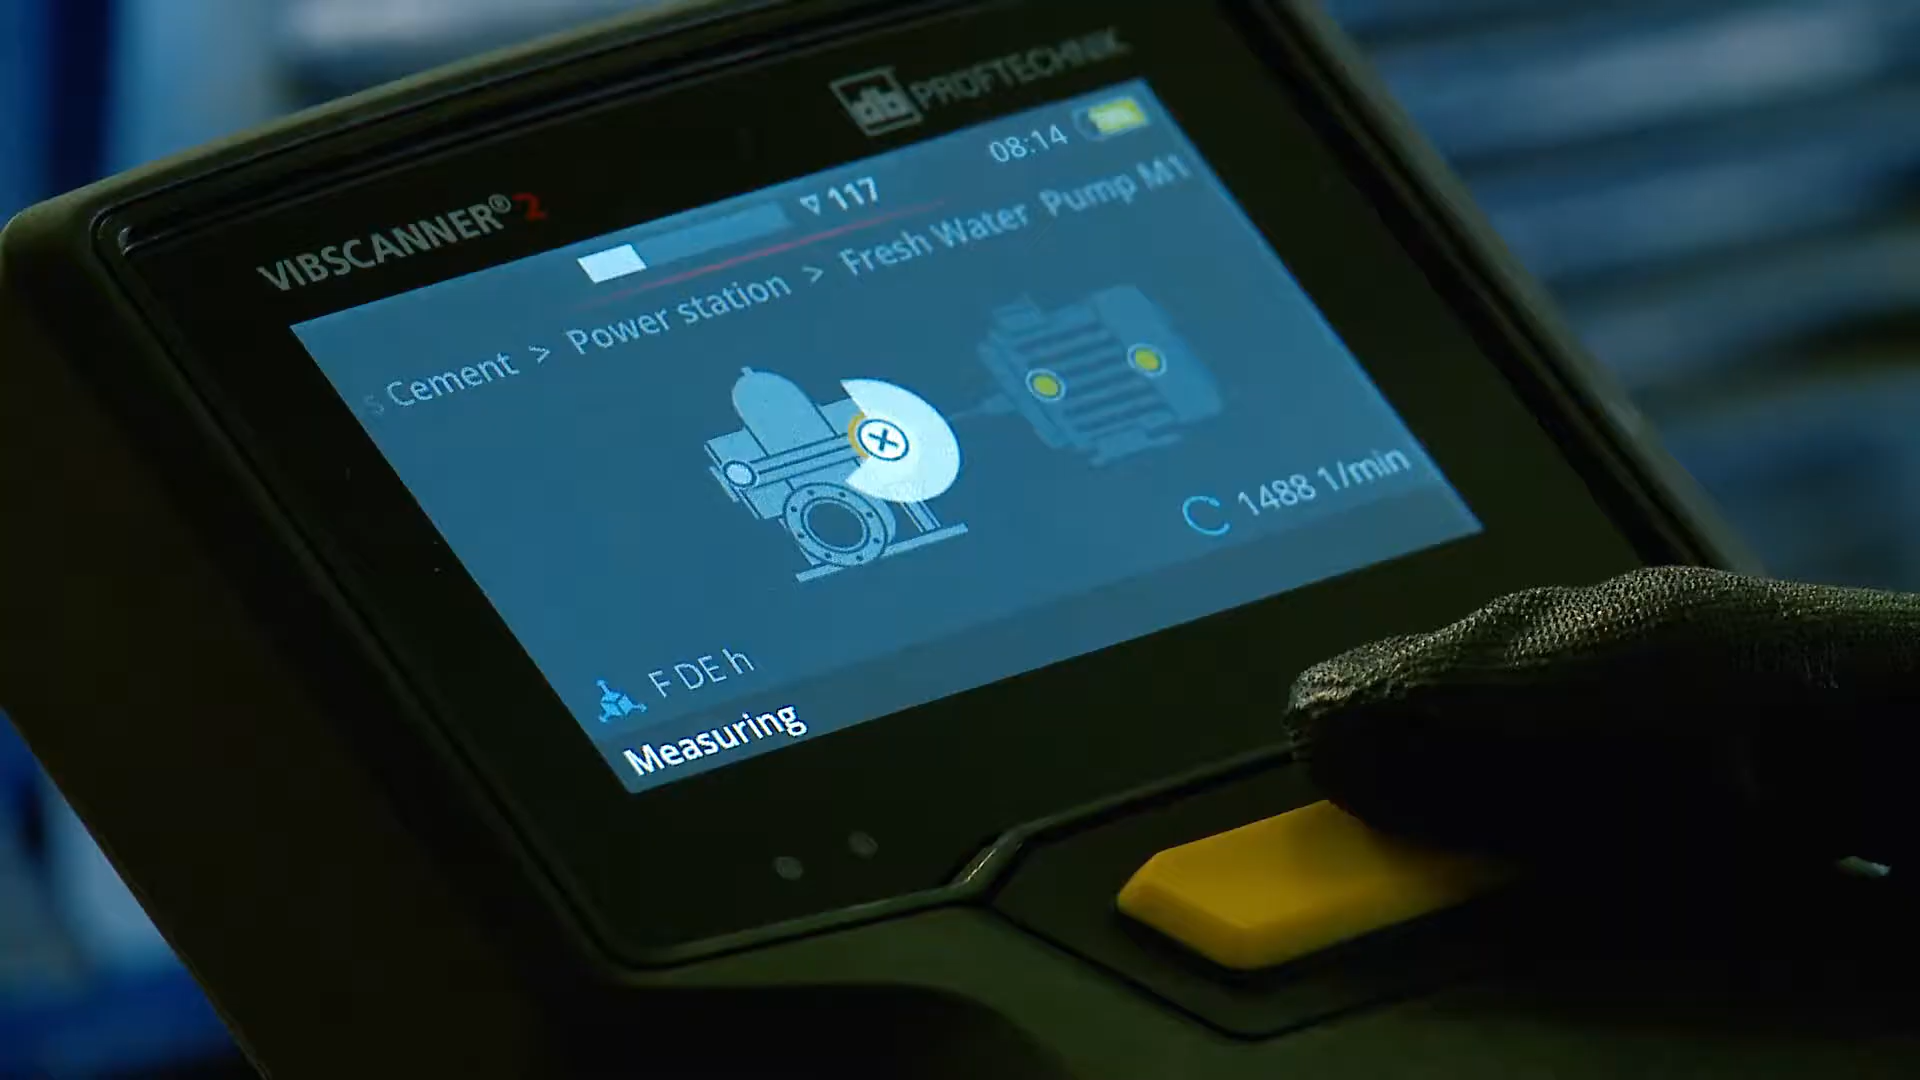 PRÜFTECHNIK
VIBSCANNER® 2
08:14
117
s Cement > Power station > Fresh Water Pump M1
1488 1/min
F DE h
Measuring